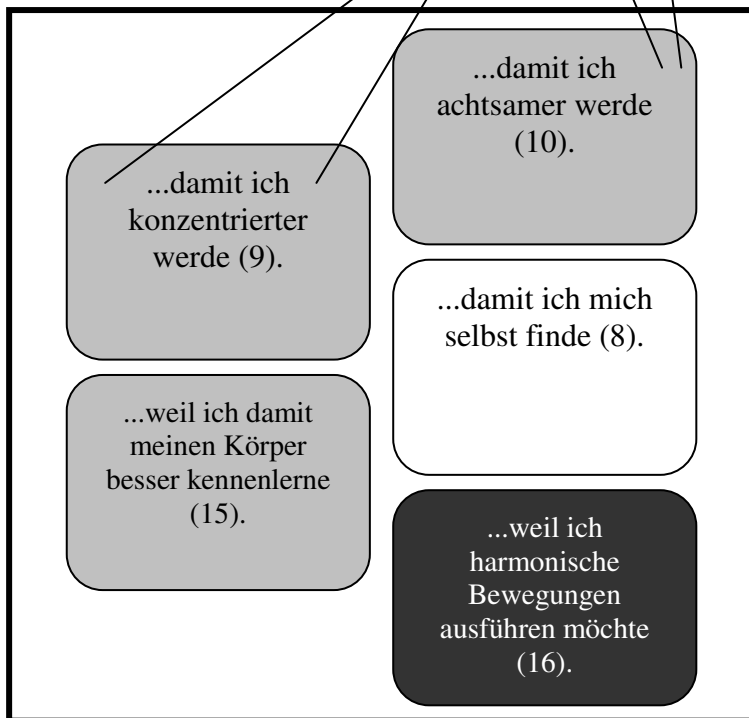 ...damit ich
achtsamer werde
(10).
...damit ich
konzentrierter
werde (9).
...damit ich mich
selbst finde (8).
...weil ich damit
meinen Körper
besser kennenlerne
(15).
...weil ich
harmonische
Bewegungen
ausführen möchte
(16).